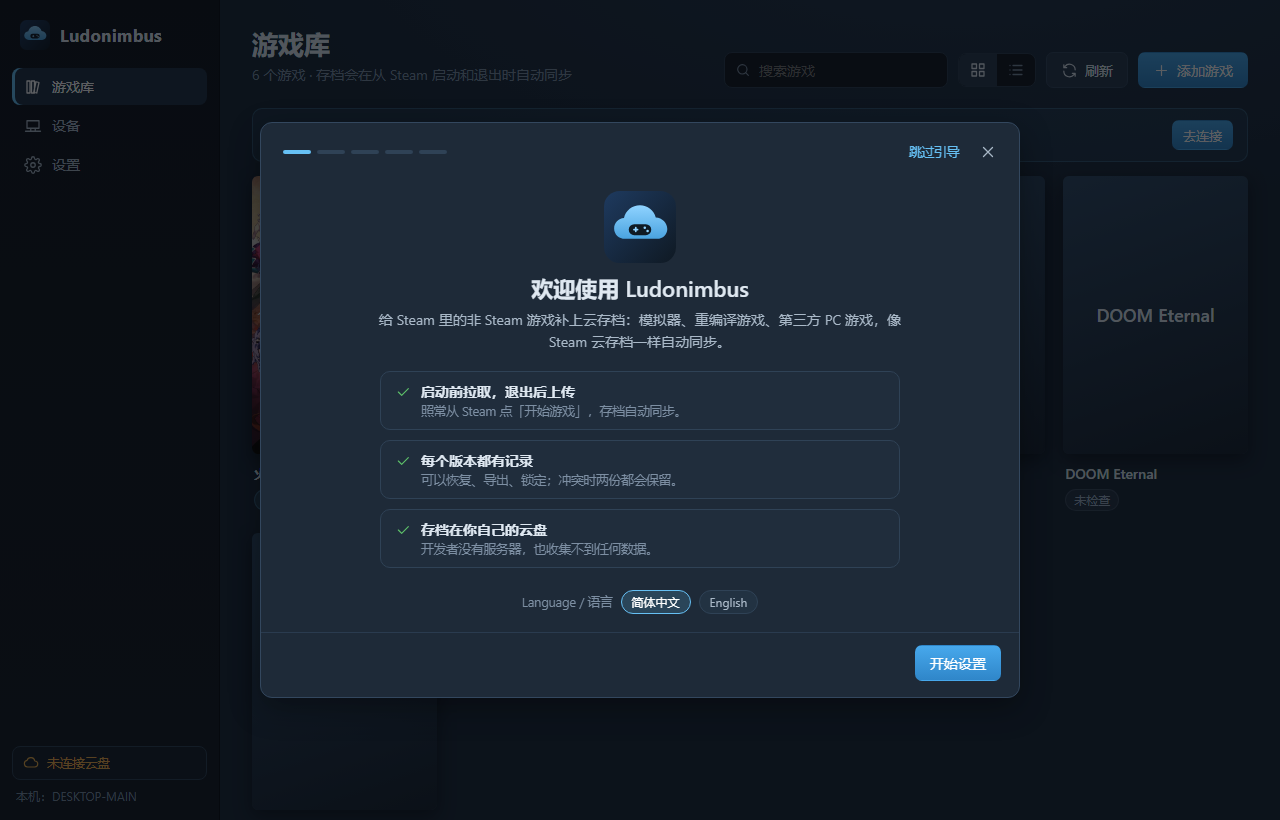 Ludonimbus
游戏库
设备
设置
未连接云盘
本机：DESKTOP-MAIN
游戏库
6 个游戏 · 存档会在从 Steam 启动和退出时自动同步
搜索游戏
刷新
添加游戏
去连接
DOOM Eternal
DOOM Eternal
未检查
跳过引导
欢迎使用 Ludonimbus
给 Steam 里的非 Steam 游戏补上云存档：模拟器、重编译游戏、第三方 PC 游戏，像
Steam 云存档一样自动同步。
启动前拉取，退出后上传
照常从 Steam 点「开始游戏」，存档自动同步。
每个版本都有记录
可以恢复、导出、锁定；冲突时两份都会保留。
存档在你自己的云盘
开发者没有服务器，也收集不到任何数据。
Language / 语言 简体中文 English
开始设置